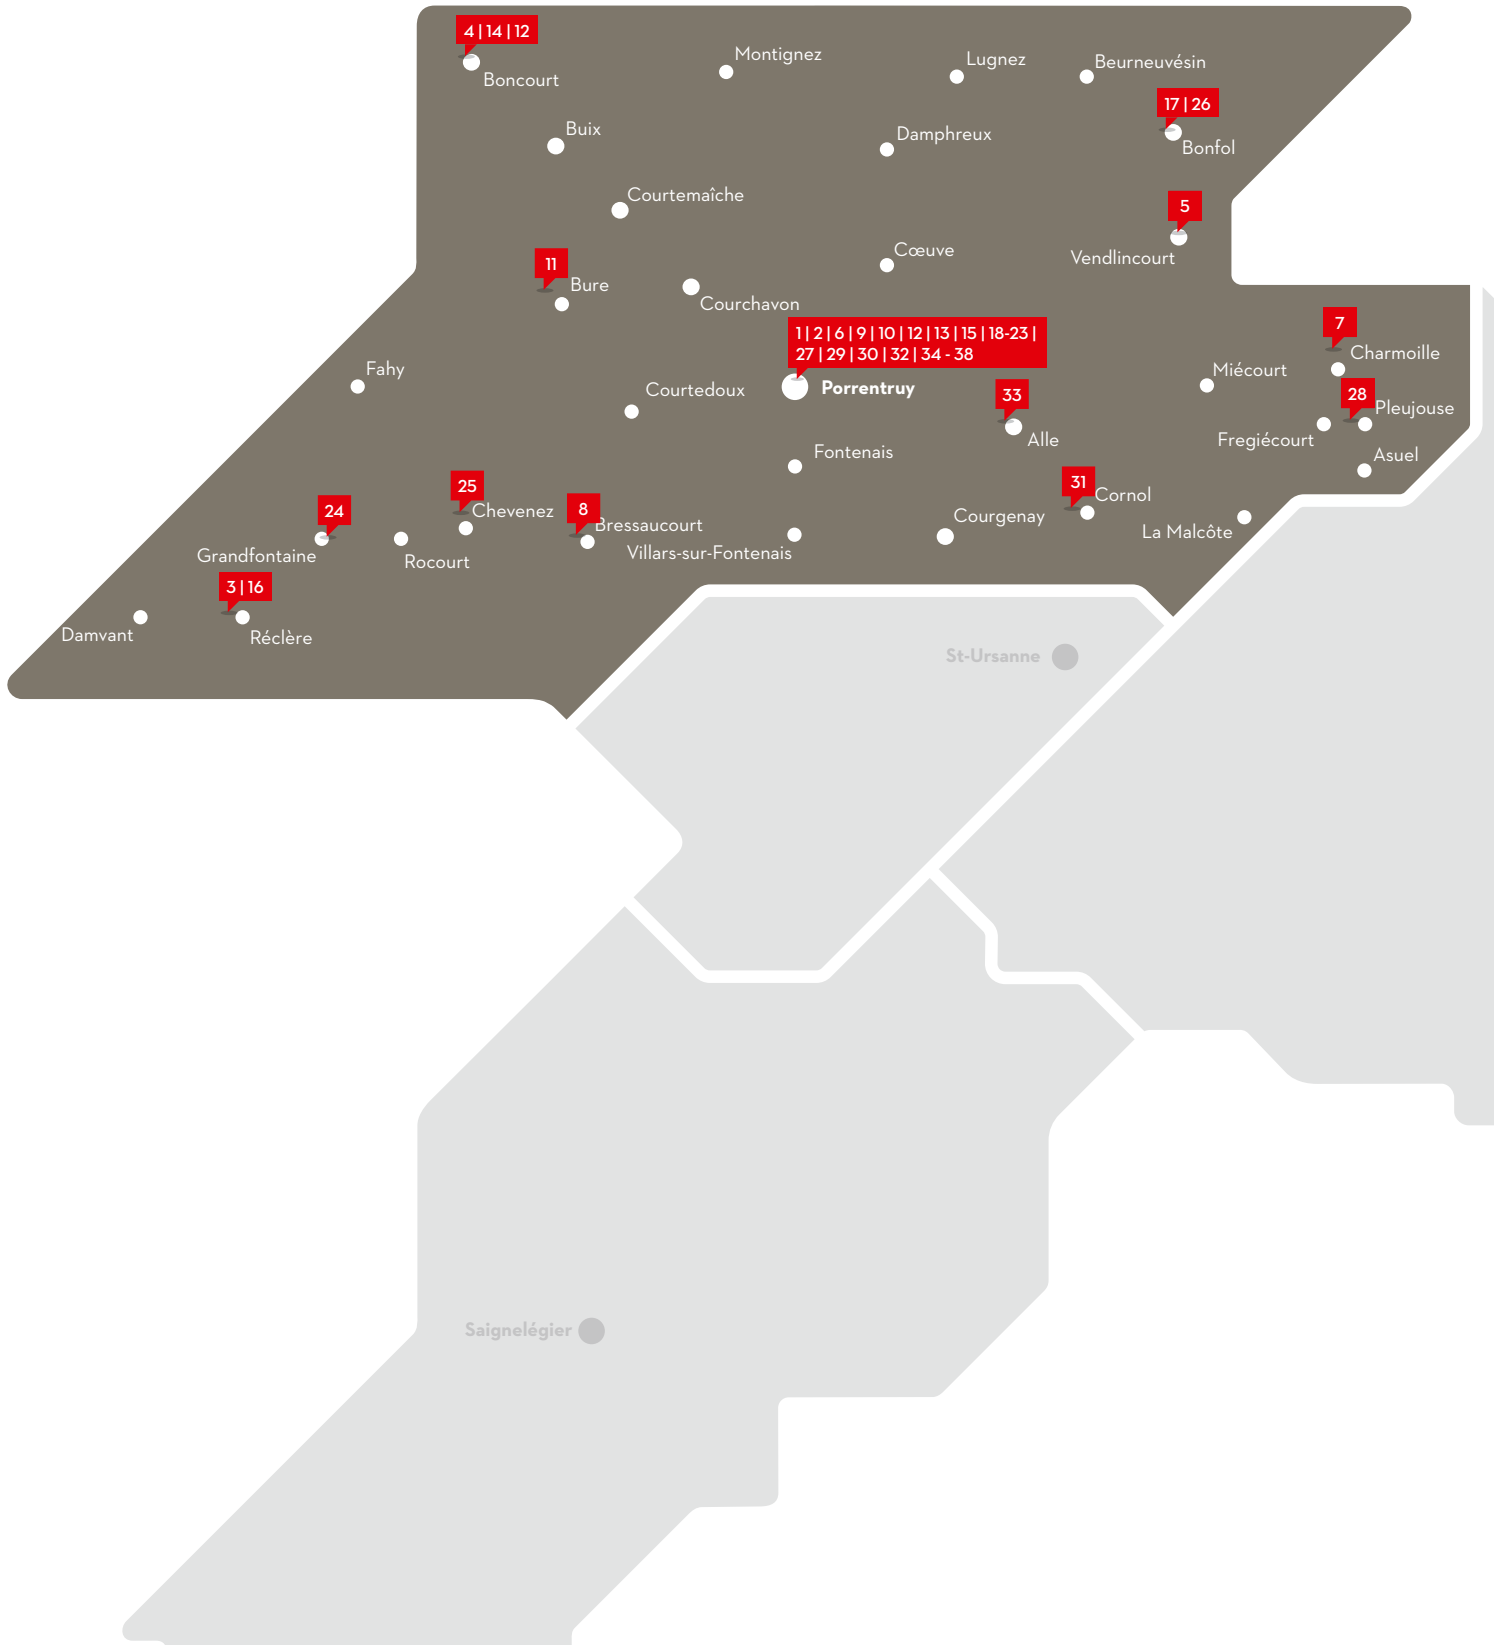 4 | 14 | 12
Boncourt
Montignez
Lugnez
Beurneuvésin
17 | 26
Bonfol
Buix
Damphreux
Courtemaîche
5
Vendlincourt
Cœuve
11
Bure
Courchavon
1 | 2 | 6 | 9 | 10 | 12 | 13 | 15 | 18-23 |
27 | 29 | 30 | 32 | 34 - 38
Porrentruy
7
Charmoille
Fahy
Courtedoux
Miécourt
33
Alle
28
Pleujouse
Fregiécourt
Fontenais
Asuel
31
Cornol
25
Chevenez
24
Grandfontaine
8
Bressaucourt
Courgenay
La Malcôte
Rocourt
Villars-sur-Fontenais
3 | 16
Réclère
Damvant
St-Ursanne
Saignelégier